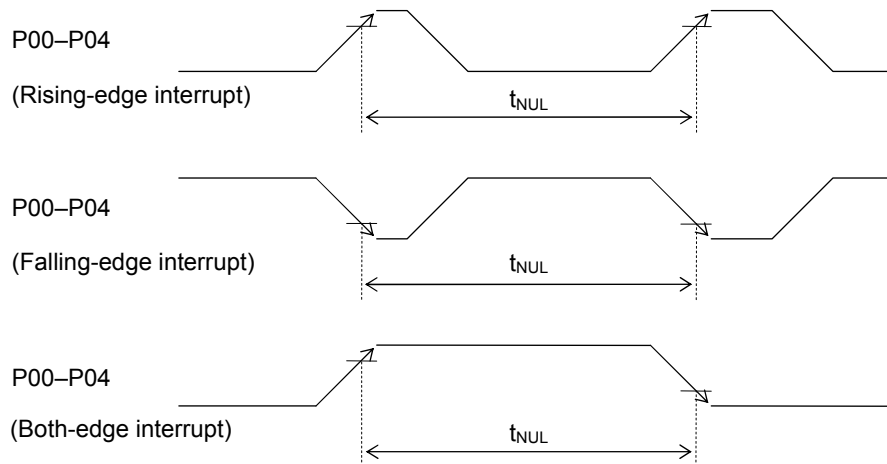 P00–P04
(Rising-edge interrupt)
tNUL
P00–P04
(Falling-edge interrupt)
tNUL
P00–P04
(Both-edge interrupt)
tNUL